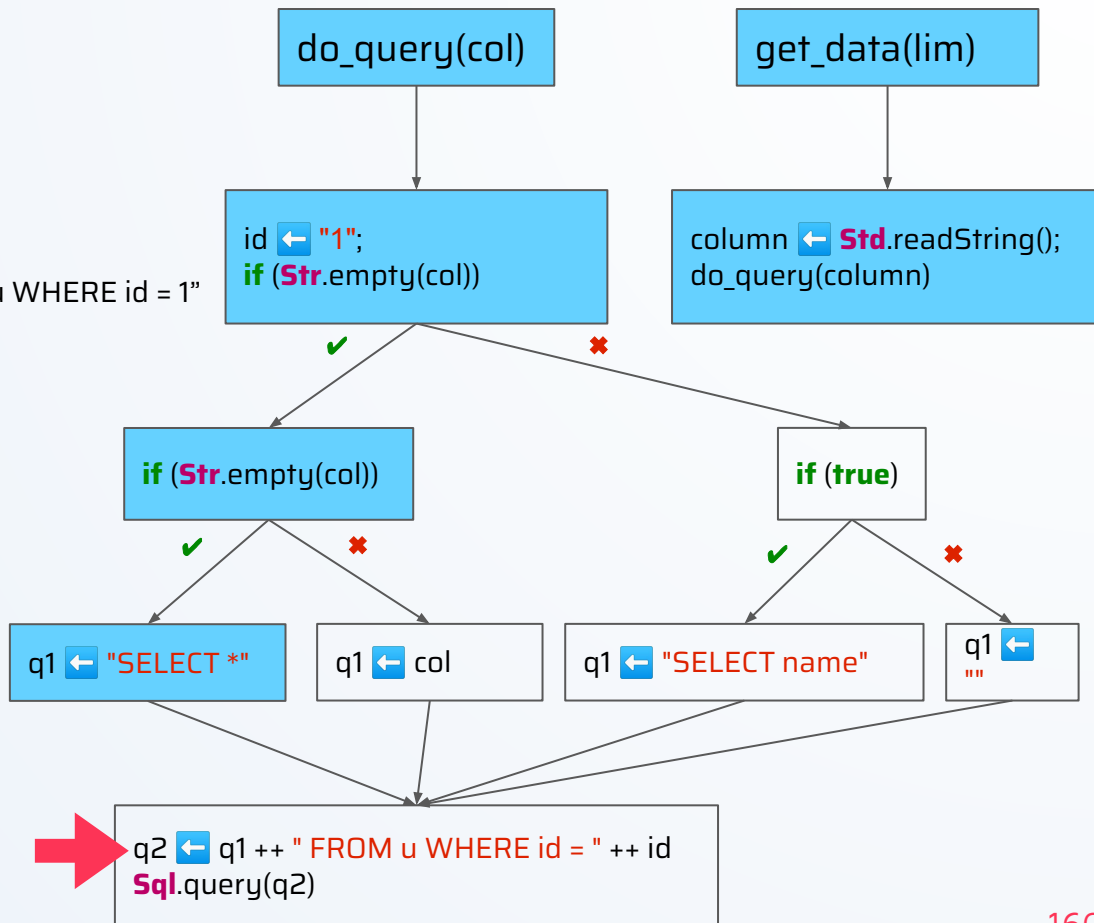 do_query(col)
get_data(lim)
id ⬅ "1";
if (Str.empty(col))
column ⬅ Std.readString();
do_query(column)
WHERE id = 1”
✔
✖
if (Str.empty(col))
if (true)
✔
✖
✔
✖
q1 ⬅ "SELECT *"
q1 ⬅ col
q1 ⬅ "SELECT name"
q1 ⬅
""
q2 ⬅ q1 ++ " FROM u WHERE id = " ++ id
Sql.query(q2)